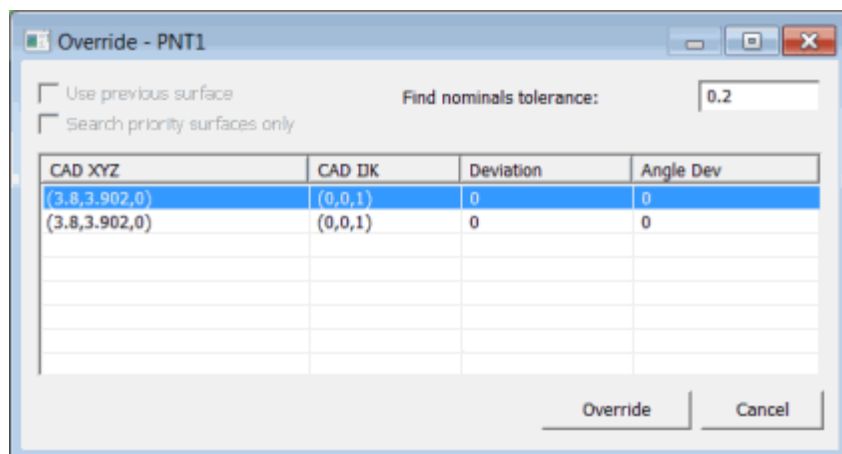 Override - PNT1
Use previous surface
Find nominals tolerance: 0.2
Search priority surfaces only
CAD XYZ CAD IJK Deviation Angle Dev
(3.8,3.902,0) (0,0,1) 0 0
(3.8,3.902,0) (0,0,1) 0 0
Override Cancel